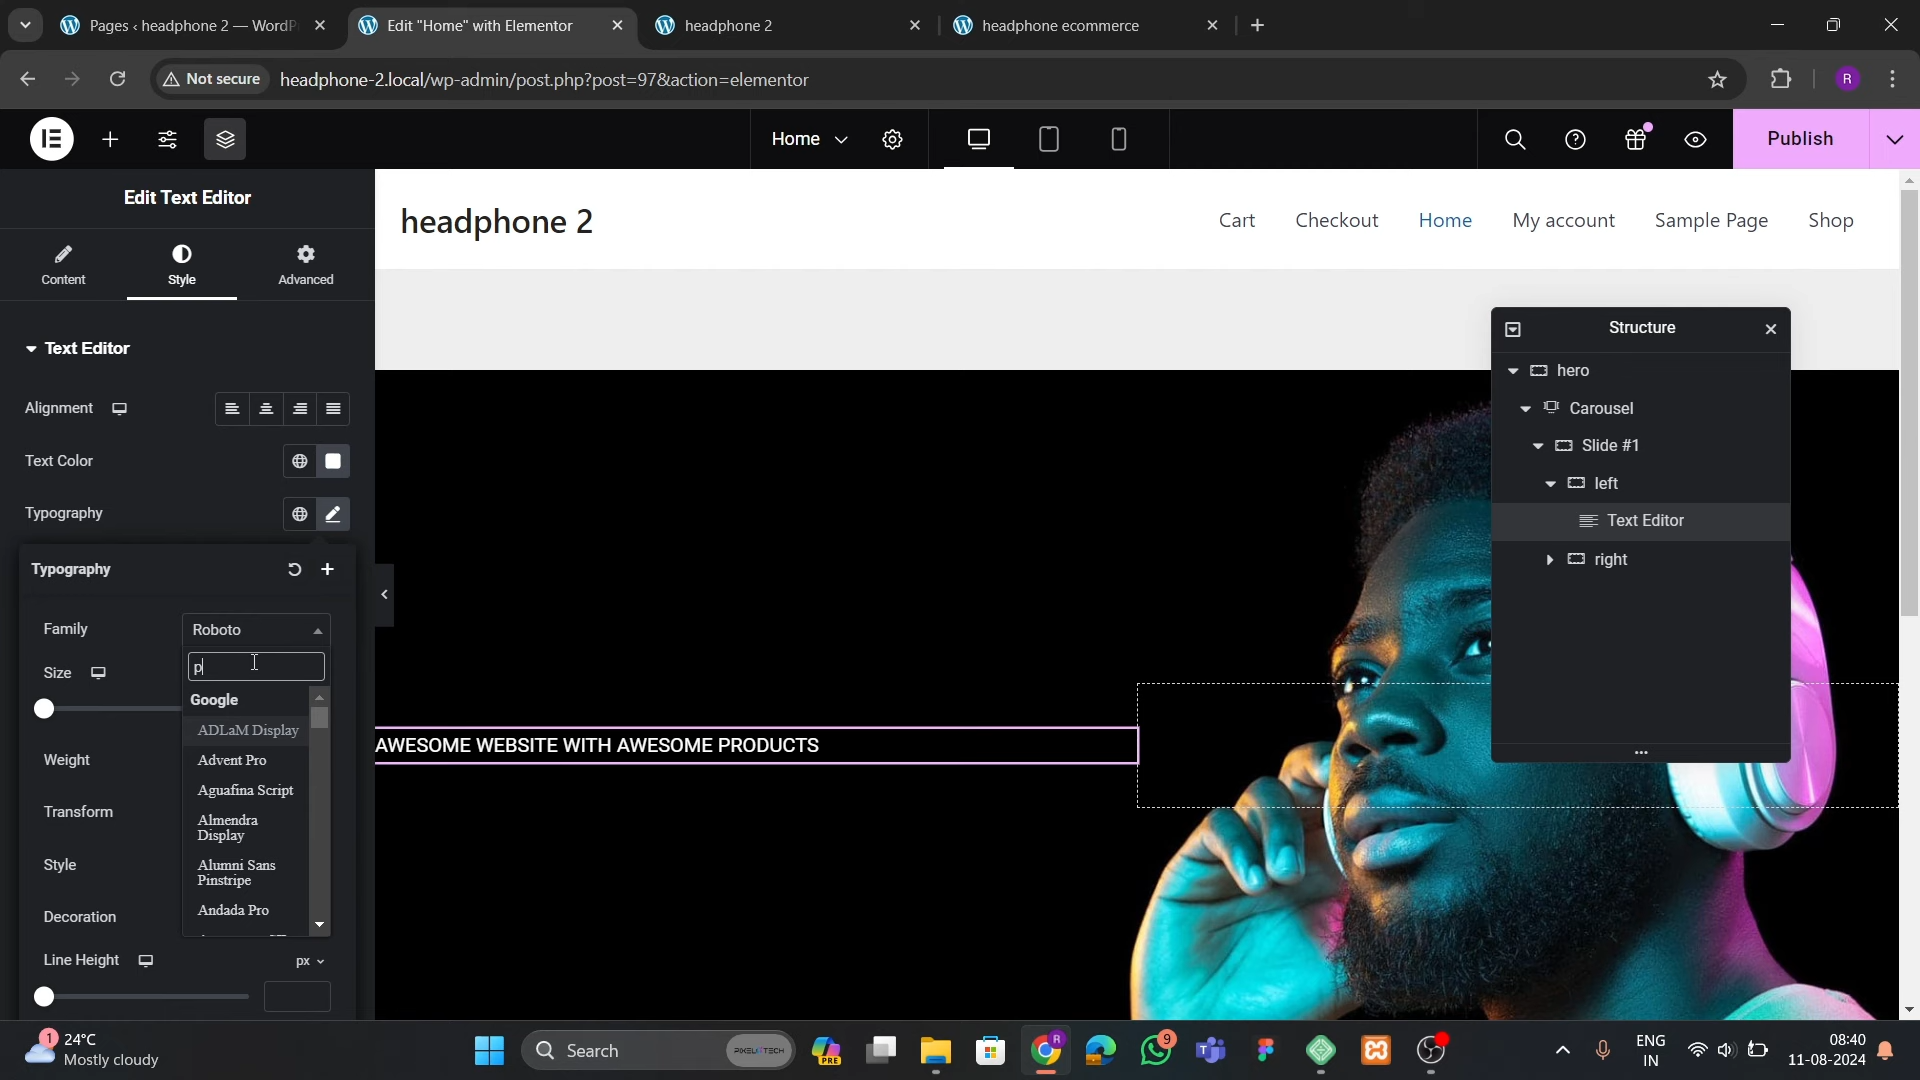 Pages ‹ headphone 2 — WordP
Edit "Home" with Elementor
headphone 2
headphone ecommerce
Not secure
headphone-2.local/wp-admin/post.php?post=97&action=elementor
R
Home
Publish
Edit Text Editor
Content
Style
Advanced
Text Editor
Alignment
Text Color
Typography
Typography
Family
Roboto
p
Size
Google
ADLaM Display
Advent Pro
Weight
Aguafina Script
Transform
Almendra
Display
Style
Alumni Sans
Pinstripe
Decoration
Andada Pro
Line Height
px
headphone 2
Cart
Checkout
Home
My account
Sample Page
Shop
AWESOME WEBSITE WITH AWESOME PRODUCTS
Structure
hero
Carousel
Slide #1
left
Text Editor
right
1
24°C
Mostly cloudy
Search
PIXEL TECH
PRE
R
9
ENG
IN
08:40
11-08-2024